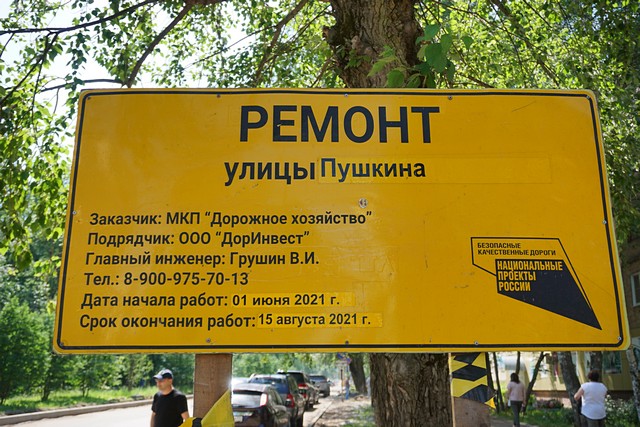 РЕМОНТ
улицы Пушкина
Заказчик: МКП “Дорожное хозяйство”
Подрядчик: ООО “ДорИнвест”
Главный инженер: Грушин В.И.
Тел.: 8-900-975-70-13
Дата начала работ: 01 июня 2021 г.
Срок окончания работ: 15 августа 2021 г.
БЕЗОПАСНЫЕ
КАЧЕСТВЕННЫЕ ДОРОГИ
НАЦИОНАЛЬНЫЕ
ПРОЕКТЫ
РОССИИ